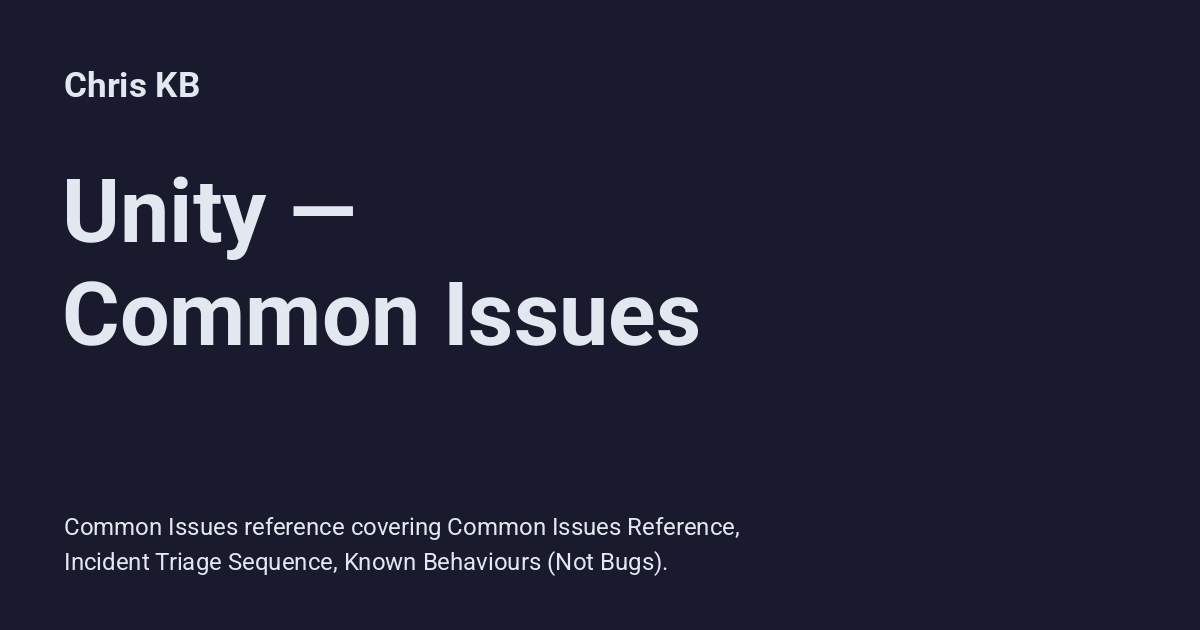 Chris KB
Unity —
Common Issues
Common Issues reference covering Common Issues Reference,
Incident Triage Sequence, Known Behaviours (Not Bugs).